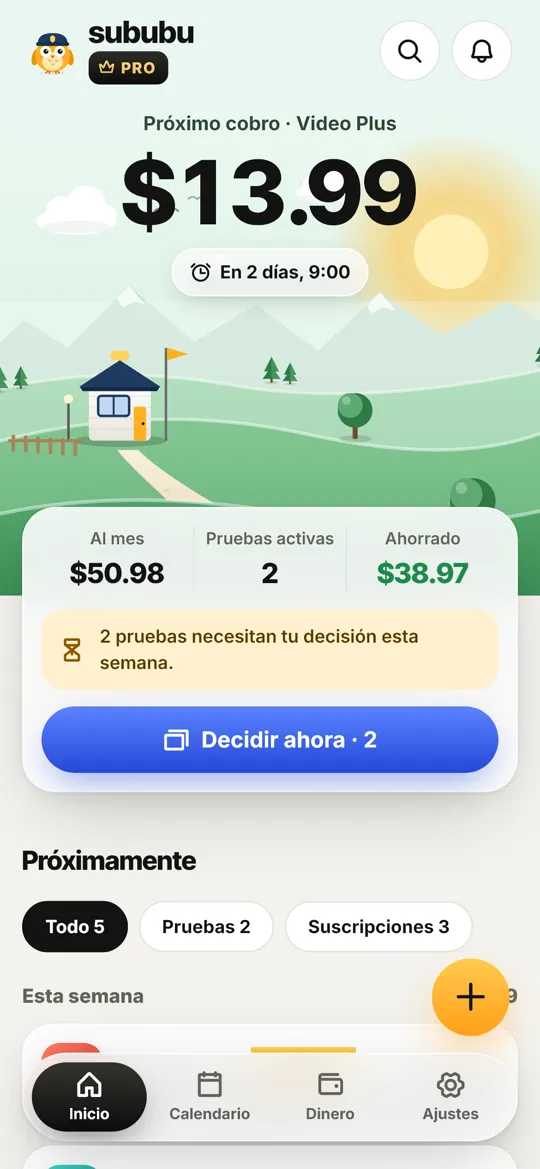 sububu
PRO
Próximo cobro · Video Plus
$13.99
En 2 días, 9:00
Al mes
Pruebas activas
Ahorrado
$50.98
2
$38.97
2 pruebas necesitan tu decisión esta
semana.
Decidir ahora · 2
Próximamente
Todo 5
Pruebas 2
Suscripciones 3
Esta semana
9
Inicio
Calendario
Dinero
Ajustes